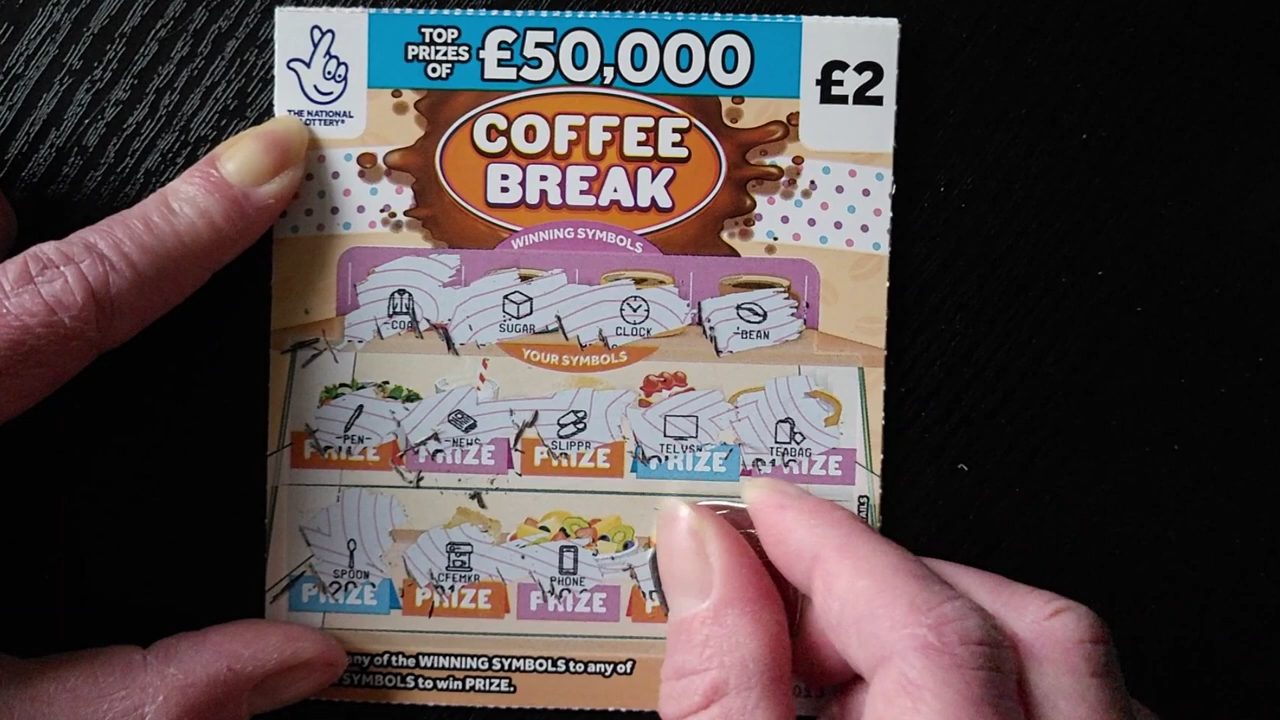 THE NATIONAL
LOTTERY®
TOP
PRIZES
OF
£50,000
£2
COFFEE
BREAK
WINNING SYMBOLS
COA
SUGAR
CLOCK
BEAN
YOUR SYMBOLS
PEN
NEWS
SLIPPR
TELVSN
TEABAG
PRIZE
PRIZE
PRIZE
PRIZE
PRIZE
SPOON
CFEMKR
PHONE
PRIZE
PRIZE
PRIZE
any of the WINNING SYMBOLS to any of
SYMBOLS to win PRIZE.